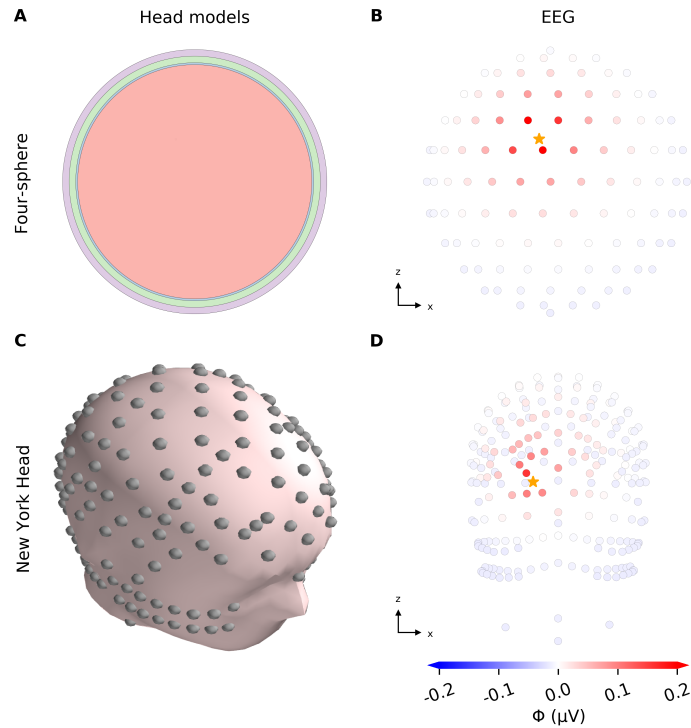 A
Head models
B
EEG
Four-sphere
z
x
C
D
New York Head
z
x
-0.2
-0.1
0.0
0.1
0.2
Φ (μV)